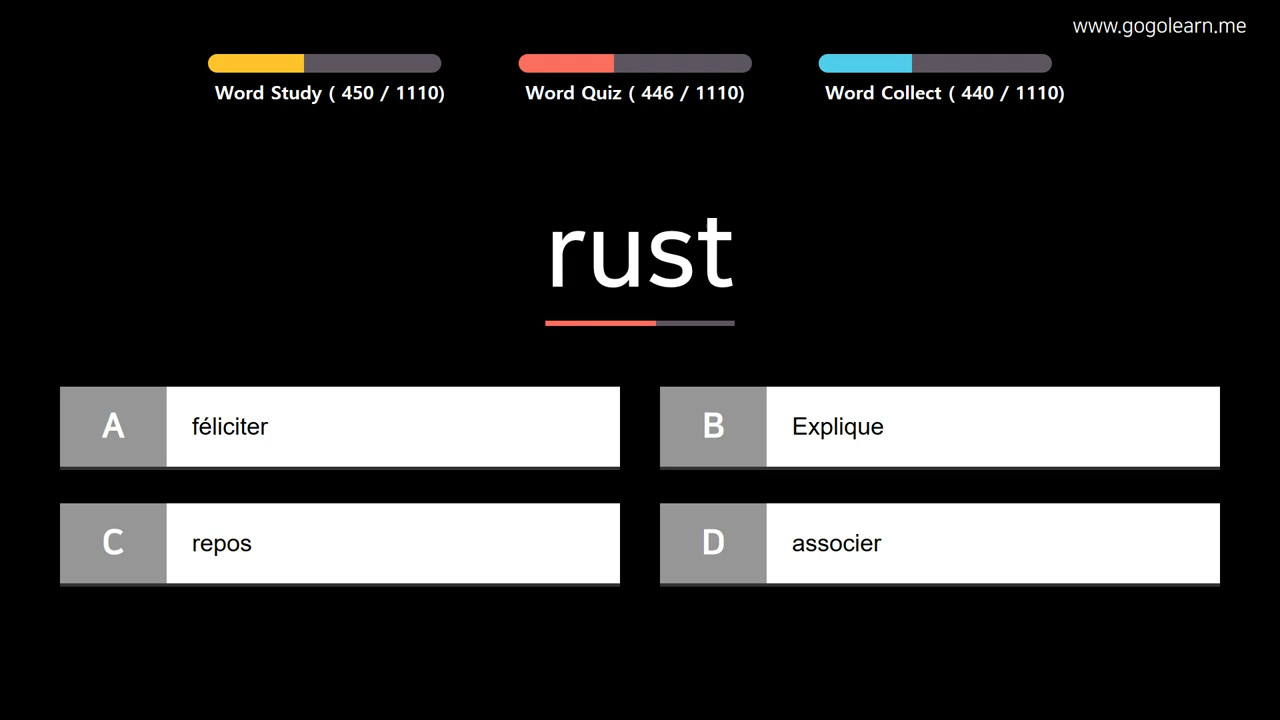 www.gogolearn.me
Word Study ( 450 / 1110)
Word Quiz ( 446 / 1110)
Word Collect ( 440 / 1110)
rust
A féliciter
B Explique
C repos
D associer